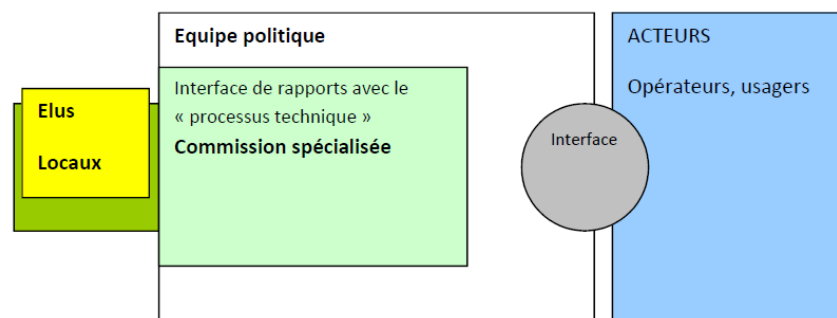 Equipe politique
Interface de rapports avec le
« processus technique »
Commission spécialisée
Elus
Locaux
Interface
ACTEURS
Opérateurs, usagers